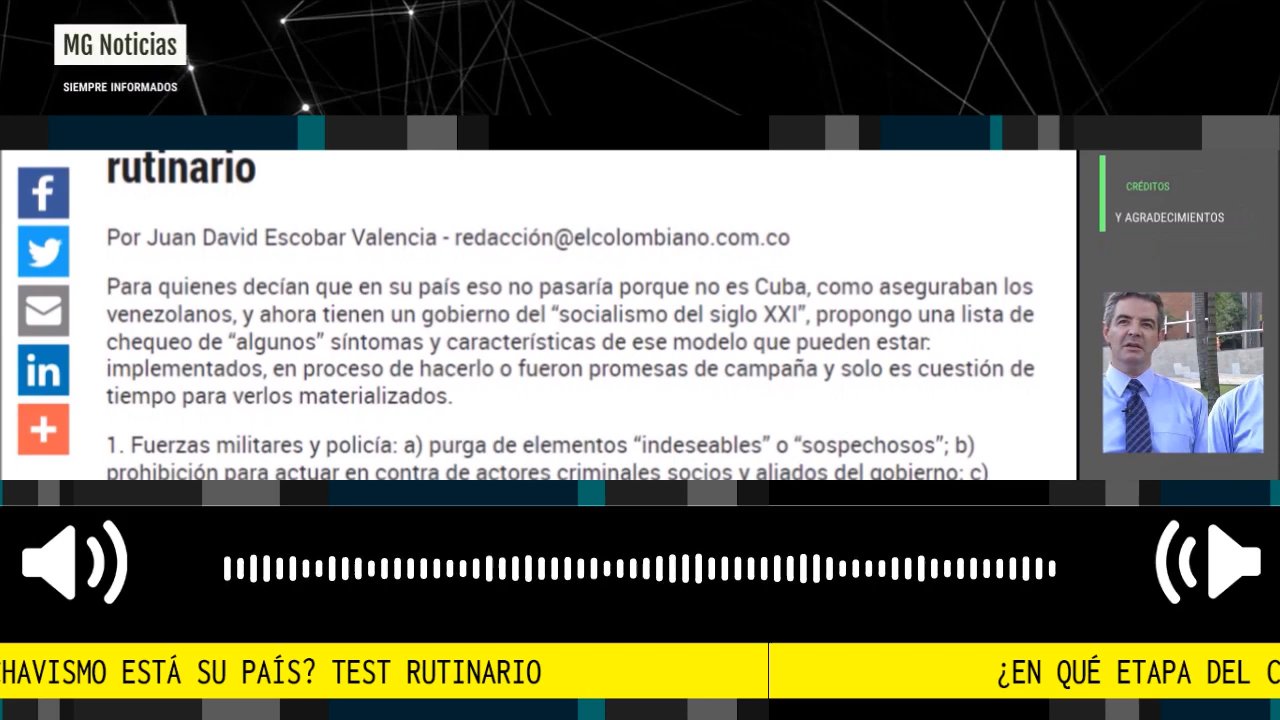 MG Noticias
SIEMPRE INFORMADOS
rutinario
Por Juan David Escobar Valencia - redacción@elcolombiano.com.co
Para quienes decían que en su país eso no pasaría porque no es Cuba, como aseguraban los
venezolanos, y ahora tienen un gobierno del “socialismo del siglo XXI”, propongo una lista de
chequeo de “algunos” síntomas y características de ese modelo que pueden estar:
implementados, en proceso de hacerlo o fueron promesas de campaña y solo es cuestión de
tiempo para verlos materializados.
1. Fuerzas militares y policía: a) purga de elementos “indeseables” o “sospechosos”; b)
prohibición para actuar en contra de actores criminales socios y aliados del gobierno; c)
CRÉDITOS
Y AGRADECIMIENTOS
CHAVISMO ESTÁ SU PAÍS? TEST RUTINARIO
¿EN QUÉ ETAPA DEL C